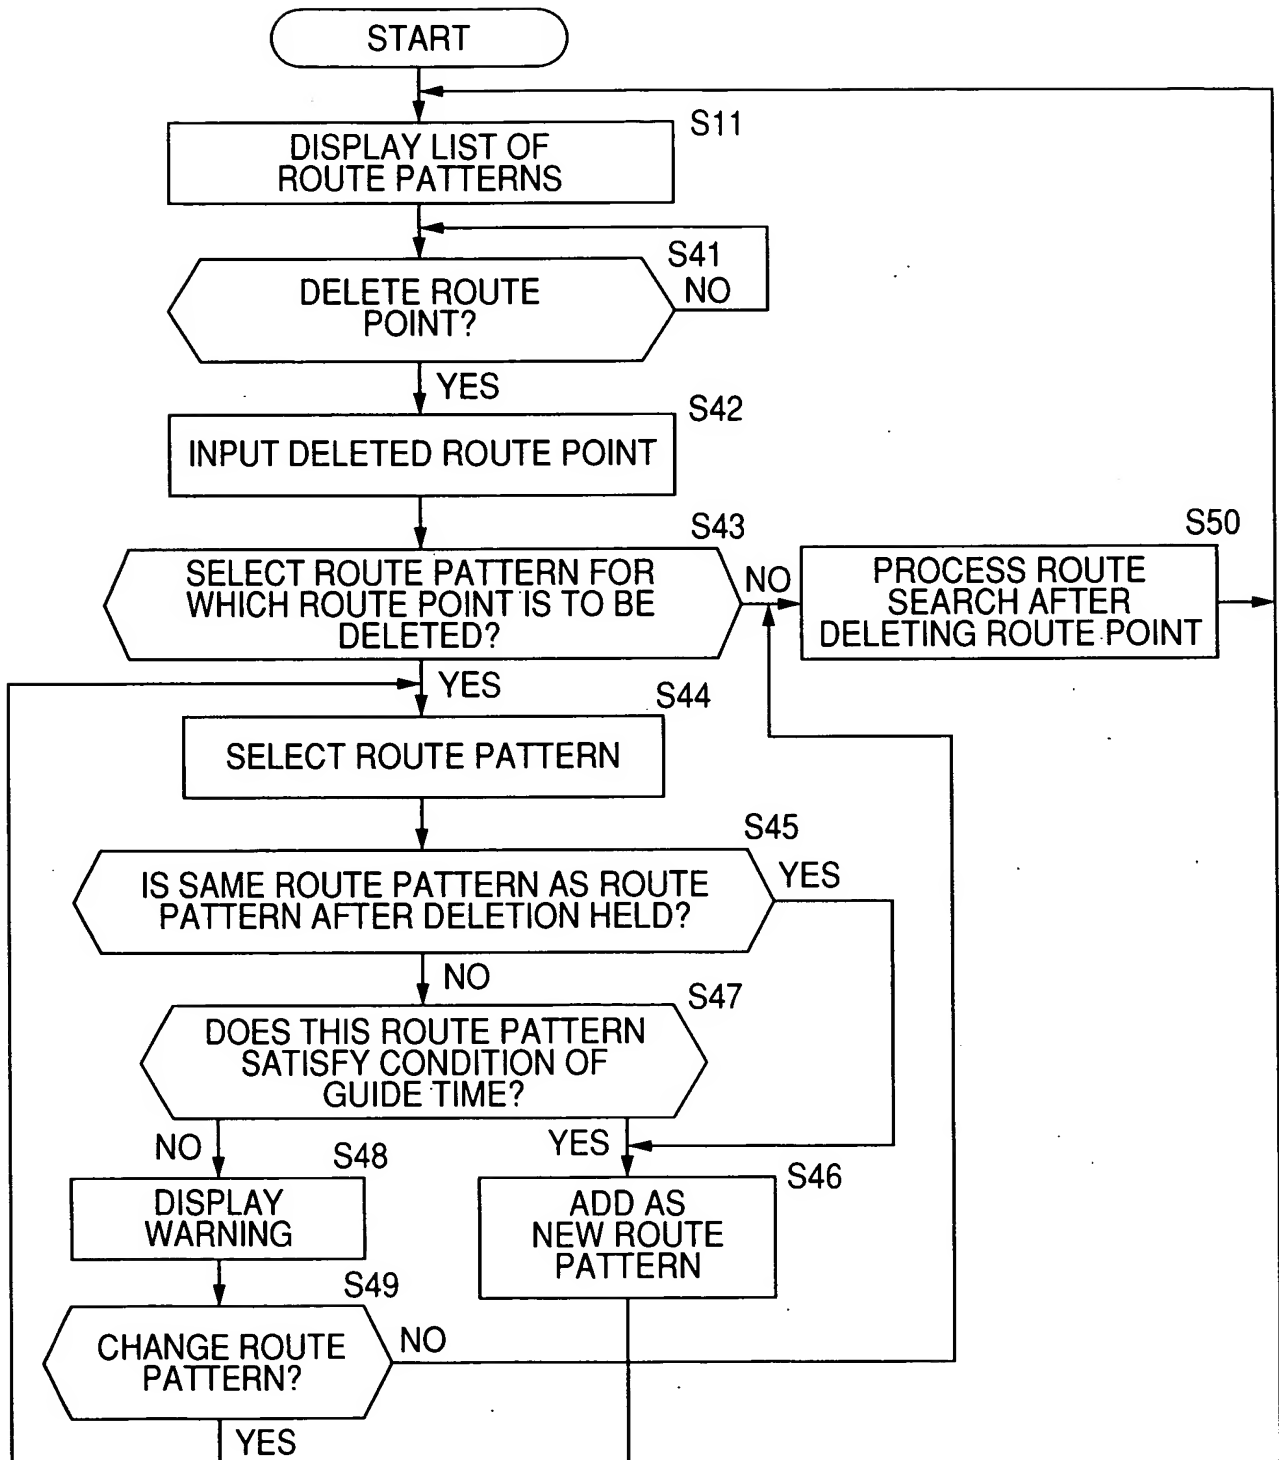 START
S11
DISPLAY LIST OF
ROUTE PATTERNS
S41
DELETE ROUTE
POINT?
NO
YES
S42
INPUT DELETED ROUTE POINT
S43
SELECT ROUTE PATTERN FOR
WHICH ROUTE POINT IS TO BE
DELETED?
NO
S50
PROCESS ROUTE
SEARCH AFTER
DELETING ROUTE POINT
YES
S44
SELECT ROUTE PATTERN
S45
IS SAME ROUTE PATTERN AS ROUTE
PATTERN AFTER DELETION HELD?
YES
NO
S47
DOES THIS ROUTE PATTERN
SATISFY CONDITION OF
GUIDE TIME?
NO
YES
S48
DISPLAY
WARNING
S46
ADD AS
NEW ROUTE
PATTERN
S49
CHANGE ROUTE
PATTERN?
NO
YES